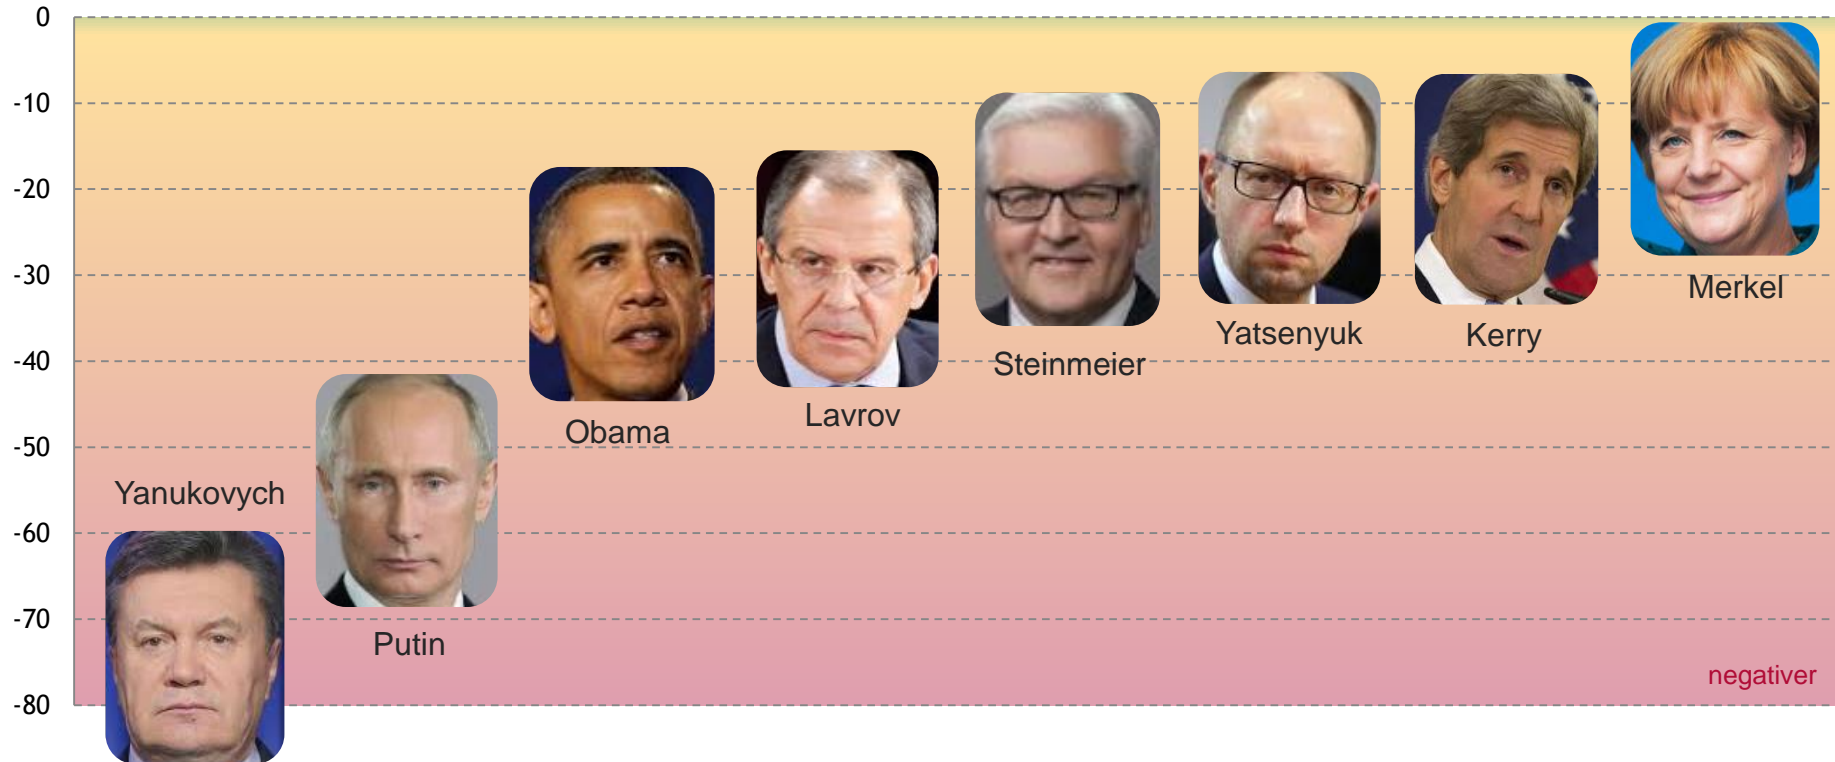 0
-10
-20
-30
-40
-50
-60
-70
-80
Yanukovych
Putin
Obama
Lavrov
Steinmeier
Yatsenyuk
Kerry
Merkel
negativer